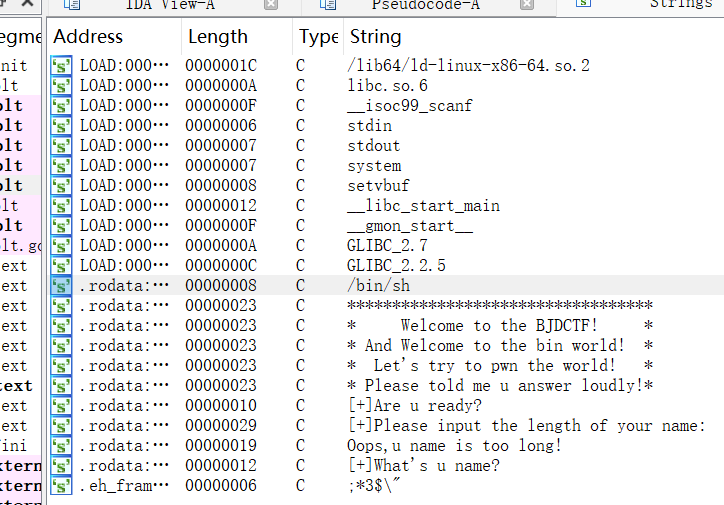 IDA View-A Pseudocode-A Strings
egme Address Length Type String
nit LOAD:000… 0000001C C /lib64/ld-linux-x86-64.so.2
lt LOAD:000… 0000000A C libc.so.6
lt LOAD:000… 0000000F C __isoc99_scanf
lt LOAD:000… 00000006 C stdin
lt LOAD:000… 00000007 C stdout
lt LOAD:000… 00000007 C system
lt LOAD:000… 00000008 C setvbuf
lt LOAD:000… 00000012 C __libc_start_main
lt LOAD:000… 0000000F C __gmon_start__
lt.go LOAD:000… 0000000A C GLIBC_2.7
ext LOAD:000… 0000000C C GLIBC_2.2.5
ext .rodata:… 00000008 C /bin/sh
ext .rodata:… 00000023 C **********************************
ext .rodata:… 00000023 C *     Welcome to the BJDCTF!     *
ext .rodata:… 00000023 C * And Welcome to the bin world!  *
ext .rodata:… 00000023 C *  Let's try to pwn the world!   *
text .rodata:… 00000023 C * Please told me u answer loudly!*
ext .rodata:… 00000010 C [+]Are u ready?
ext .rodata:… 00000029 C [+]Please input the length of your name:
ini .rodata:… 00000019 C Oops,u name is too long!
xtern .rodata:… 00000012 C [+]What's u name?
xtern .eh_fram… 00000006 C ;*3$\"